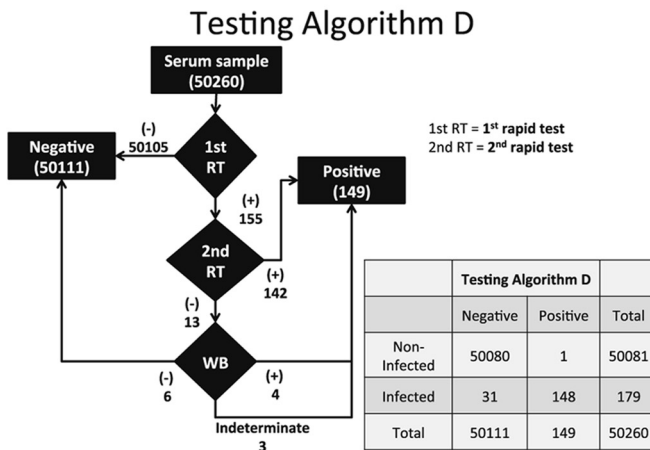 Testing Algorithm D
Serum sample
(50260)
(-)
50105
1st
RT
Negative
(50111)
1st RT = 1st rapid test
2nd RT = 2nd rapid test
Positive
(149)
(+)
155
2nd
RT
(+)
142
(-)
13
WB
(-)
6
(+)
4
Indeterminate
3
Testing Algorithm D
Negative Positive Total
Non-
Infected 50080 1 50081
Infected 31 148 179
Total 50111 149 50260